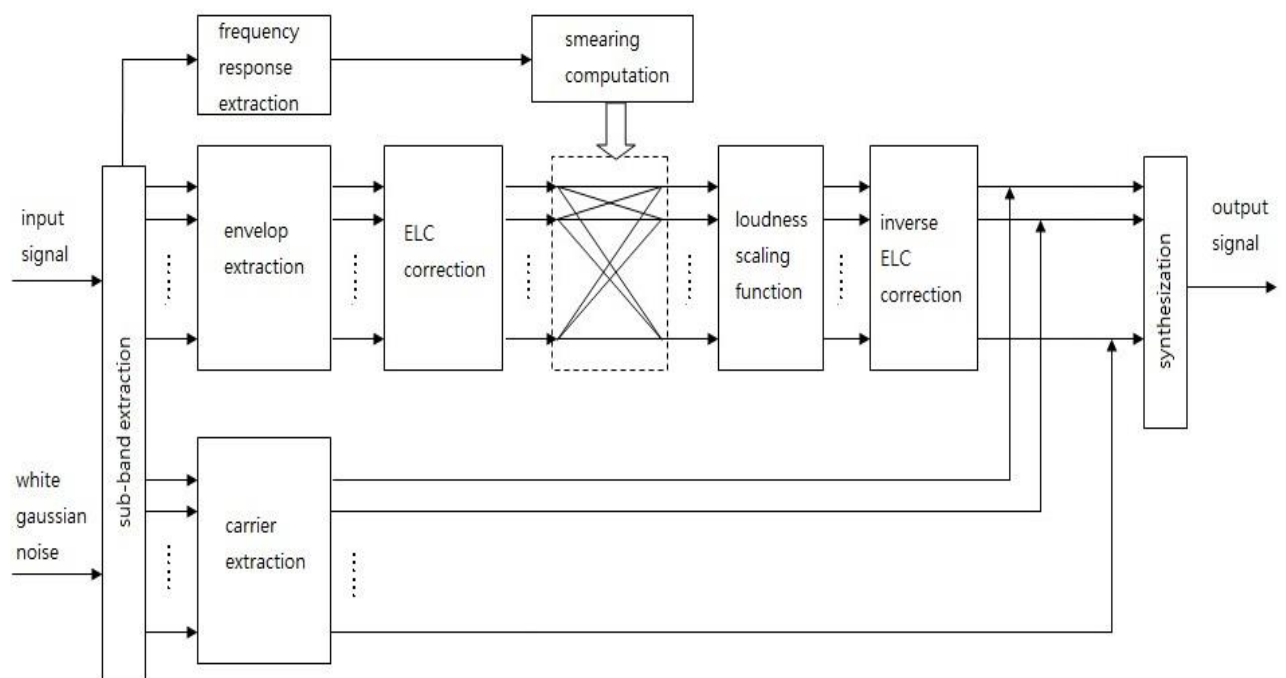 frequency
response
extraction
smearing
computation
input
signal
sub-band extraction
envelop
extraction
ELC
correction
loudness
scaling
function
inverse
ELC
correction
synthesization
output
signal
white
gaussian
noise
carrier
extraction